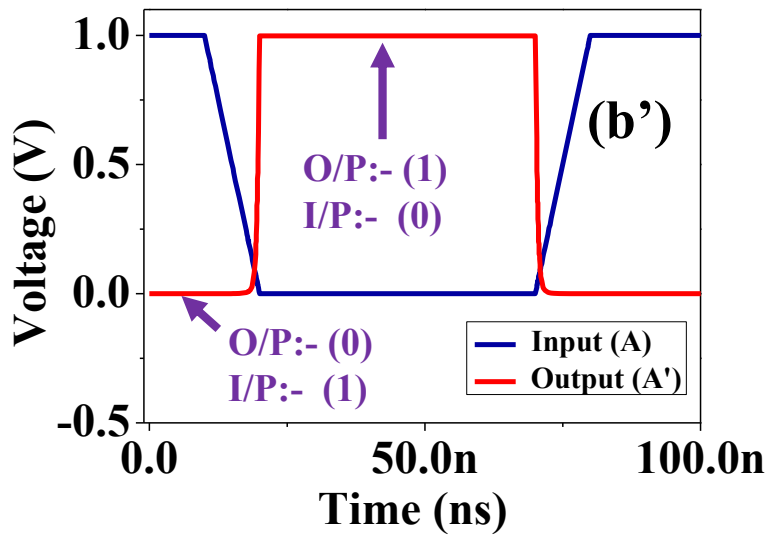 1.0
0.5
0.0
-0.5
Voltage (V)
(b’)
O/P:- (1)
I/P:-  (0)
O/P:- (0)
I/P:-  (1)
Input (A)
Output (A')
0.0
50.0n
100.0n
Time (ns)